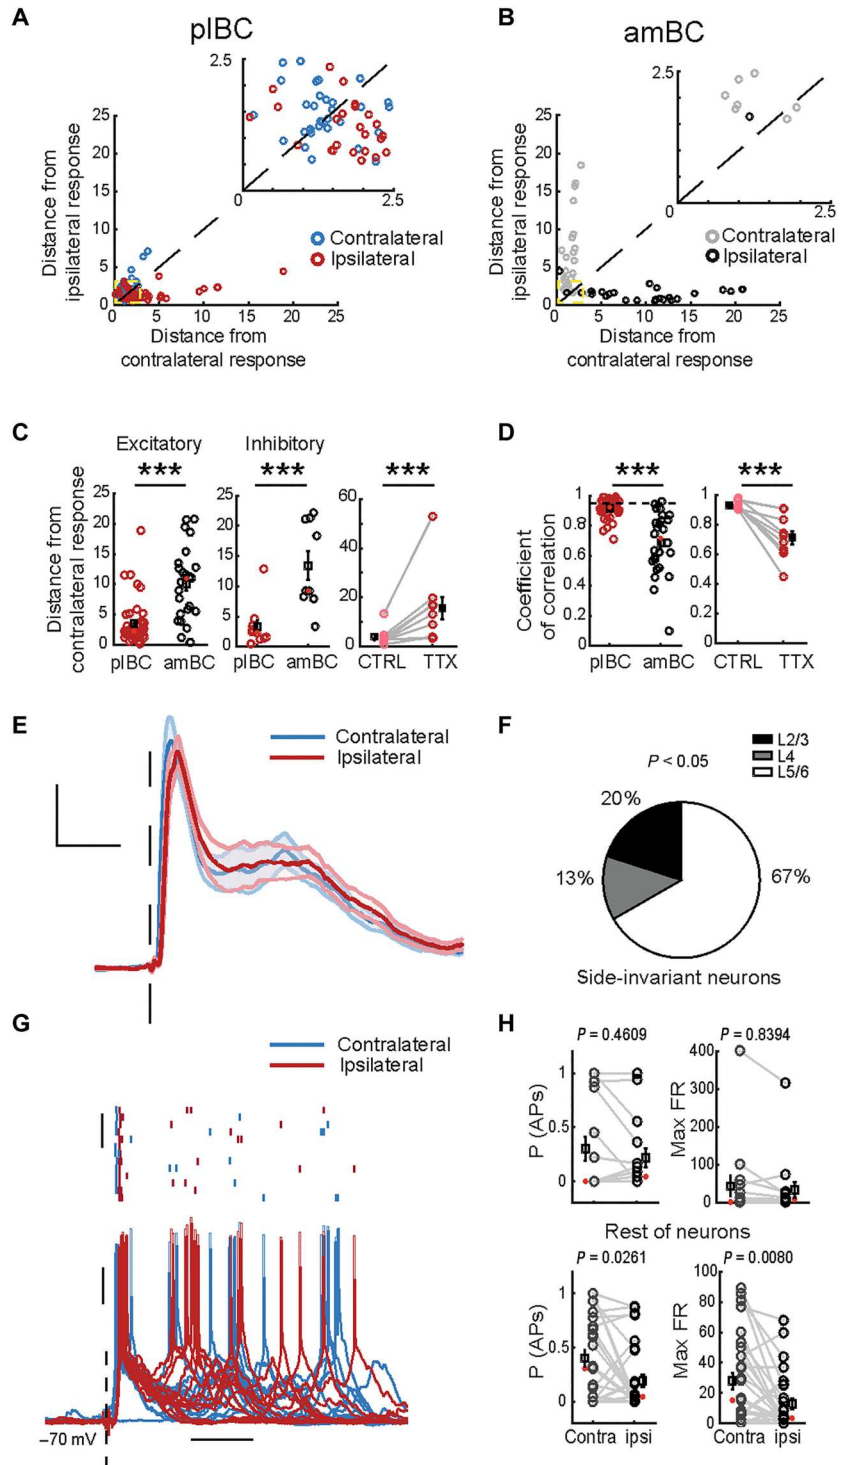 A
plBC
2.5
0
2.5
25
20
15
10
5
0
0
5
10
15
20
25
Distance from
ipsilateral response
Contralateral
Ipsilateral
Distance from
contralateral response
B
amBC
2.5
0
2.5
25
20
15
10
5
0
0
5
10
15
20
25
Distance from
ipsilateral response
Contralateral
Ipsilateral
Distance from
contralateral response
C
Excitatory
Inhibitory
*** *** ***
Distance from
contralateral response
25
20
15
10
5
0
plBC amBC
25
20
15
10
5
0
plBC amBC
60
40
20
0
CTRL TTX
D
*** ***
Coefficient
of correlation
1
0.8
0.6
0.4
0.2
0
plBC amBC
1
0.8
0.6
0.4
0.2
0
CTRL TTX
E
Contralateral
Ipsilateral
F
P < 0.05
L2/3
L4
L5/6
20%
13%
67%
Side-invariant neurons
G
Contralateral
Ipsilateral
−70 mV
H
P = 0.4609
P (APs)
1
0.5
0
P = 0.8394
Max FR
400
300
200
100
0
Rest of neurons
P = 0.0261
P (APs)
1
0.5
0
Contra ipsi
P = 0.0080
Max FR
100
80
60
40
20
0
Contra ipsi